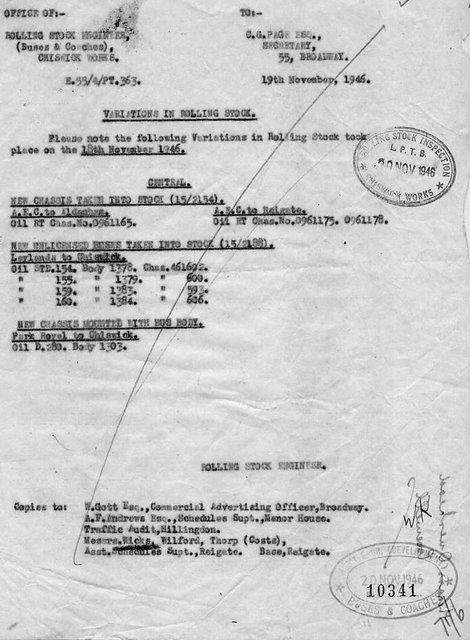 OFFICE OF:- TO:-
ROLLING STOCK ENGINEER, C.G.PAGE ESQ.,
(Buses & Coaches), SECRETARY,
CHISWICK WORKS. 55, BROADWAY.
E.55/4/PT.363. 19th November, 1946.
VARIATIONS IN ROLLING STOCK.
Please note the following Variations in Rolling Stock took
place on the 18th November 1946.
ROLLING STOCK INSPECTION
L.P.T.B.
20 NOV 1946
CHISWICK WORKS
CENTRAL.
NEW CHASSIS TAKEN INTO STOCK (15/2154).
A.E.C.to Aldenham. A.E.C.to Reigate.
Oil RT Chas.No.0961165. Oil RT Chas.No.0961175. 0961178.
NEW UNLICENSED BUSES TAKEN INTO STOCK (15/2188).
Leylands to Chiswick.
Oil STD.154. Body 1378. Chas.461602.
" 155. " 1379. " 600.
" 159. " 1383. " 593.
" 160. " 1384. " 606.
NEW CHASSIS MOUNTED WITH BUS BODY.
Park Royal to Chiswick.
Oil D.280. Body 1303.
ROLLING STOCK ENGINEER.
Copies to: W.Gott Esq.,Commercial Advertising Officer,Broadway.
A.F.Andrews Esq.,Schedules Supt.,Manor House.
Traffic Audit,Hillingdon.
Messrs.Wicks, Wilford, Thorp (Costs),
Asst.Schedules Supt.,Reigate. Base,Reigate.
20 NOV 1946
10341
BUSES & COACHES